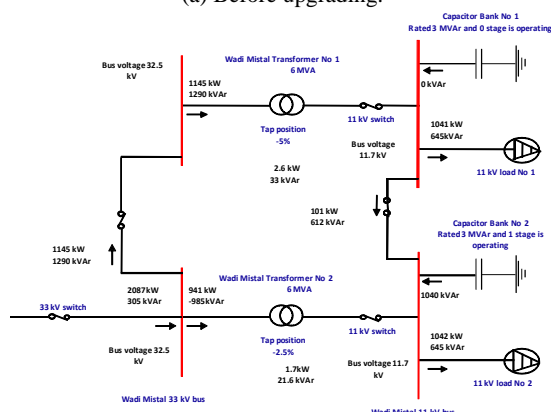 (a) Before upgrading.
Capacitor Bank No 1
Rated 3 MVAr and 0 stage is
operating
Bus voltage 32.5
kV
Wadi Mistal Transformer No 1
6 MVA
1145 kW
1290 kVAr
0 kVAr
Tap position
-5%
11 kV switch
Bus voltage
11.7 kV
1041 kW
645kVAr
2.6 kW
33 kVAr
11 kV load No 1
101 kW
612 kVAr
Capacitor Bank No 2
Rated 3 MVAr and 1 stage is
operating
1145 kW
1290 kVAr
2087kW
305 kVAr
941 kW
-985kVAr
Wadi Mistal Transformer No 2
6 MVA
1040 kVAr
33 kV switch
Tap position
-2.5%
11 kV switch
1042 kW
645 kVAr
Bus voltage 32.5
kV
1.7kW
21.6 kVAr
Bus voltage 11.7
kV
11 kV load No 2
Wadi Mistal 33 kV bus
Wadi Mistal 11 kV bus